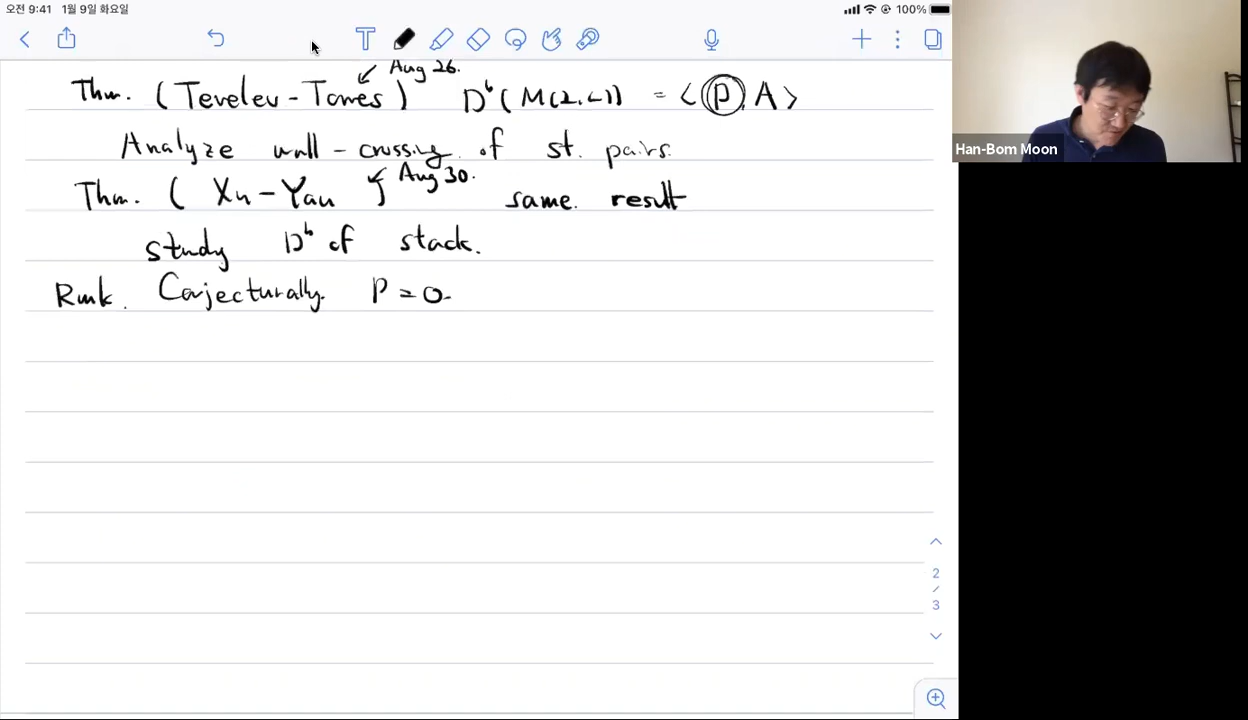 오전 9:41 1월 9일 화요일
100%
Aug 26.
Thm. (Tevelev - Torres) D^b(M(2,L)) = <P, A>
Analyze wall-crossing of st. pairs.
Aug 30.
Thm. (Xu - Yau) same result
study D^b of stack.
Rmk. Conjecturally. P = 0.
Han-Bom Moon
2
/
3